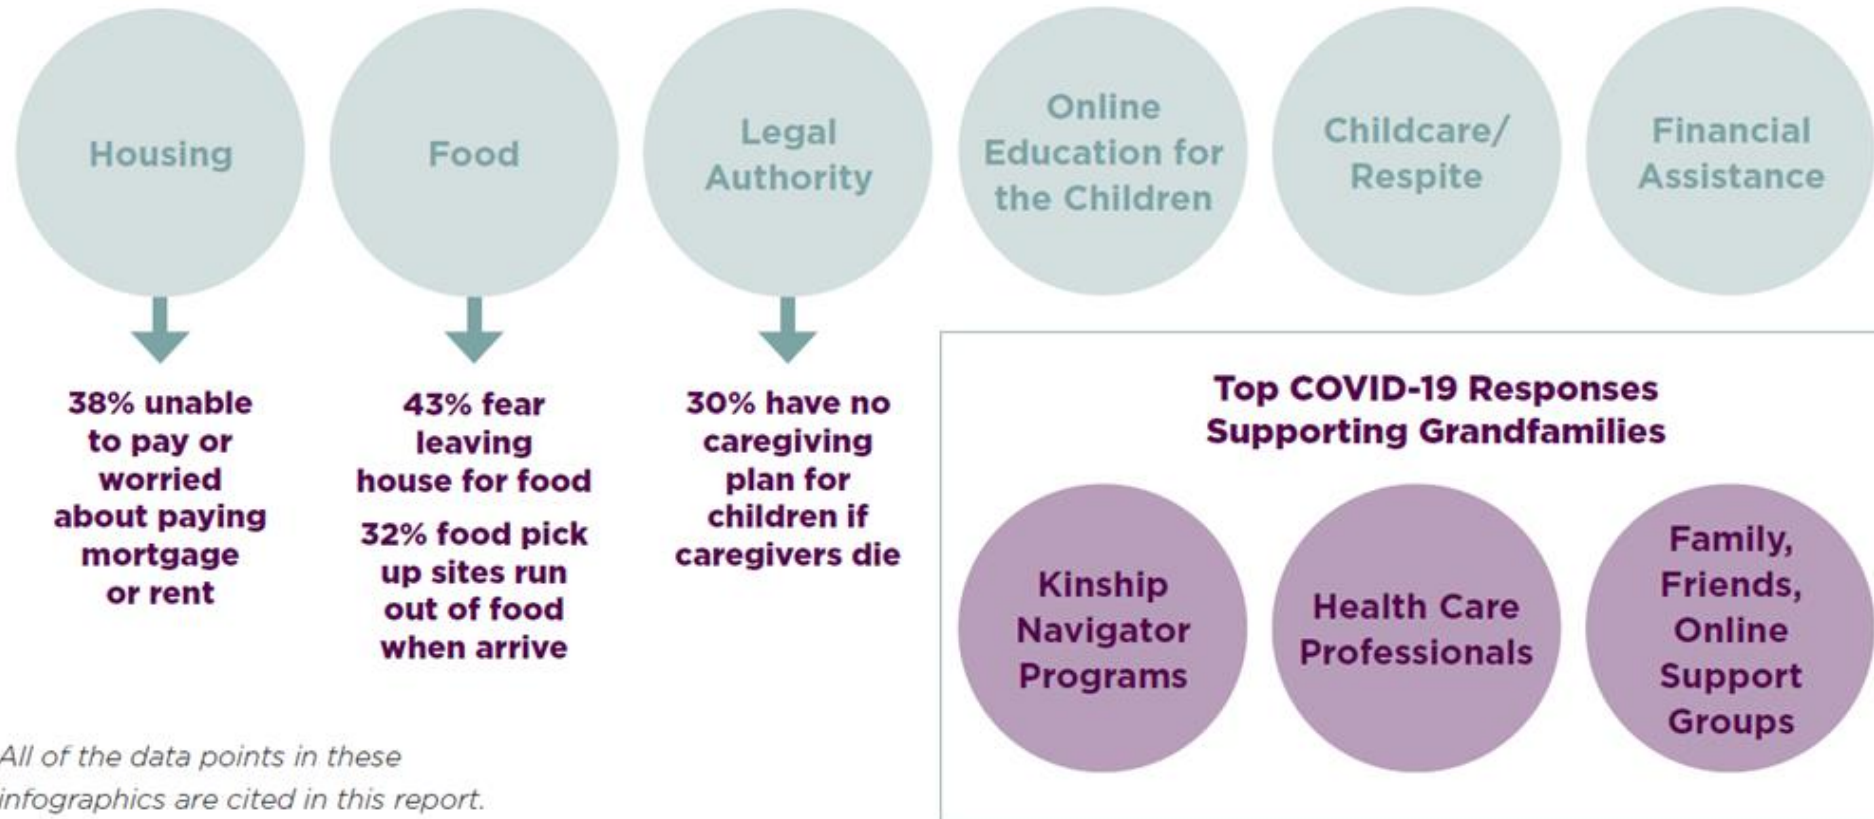 Housing
Food
Legal
Authority
Online
Education for
the Children
Childcare/
Respite
Financial
Assistance
38% unable
to pay or
worried
about paying
mortgage
or rent
43% fear
leaving
house for food
32% food pick
up sites run
out of food
when arrive
30% have no
caregiving
plan for
children if
caregivers die
Top COVID-19 Responses
Supporting Grandfamilies
Kinship
Navigator
Programs
Health Care
Professionals
Family,
Friends,
Online
Support
Groups
All of the data points in these
infographics are cited in this report.